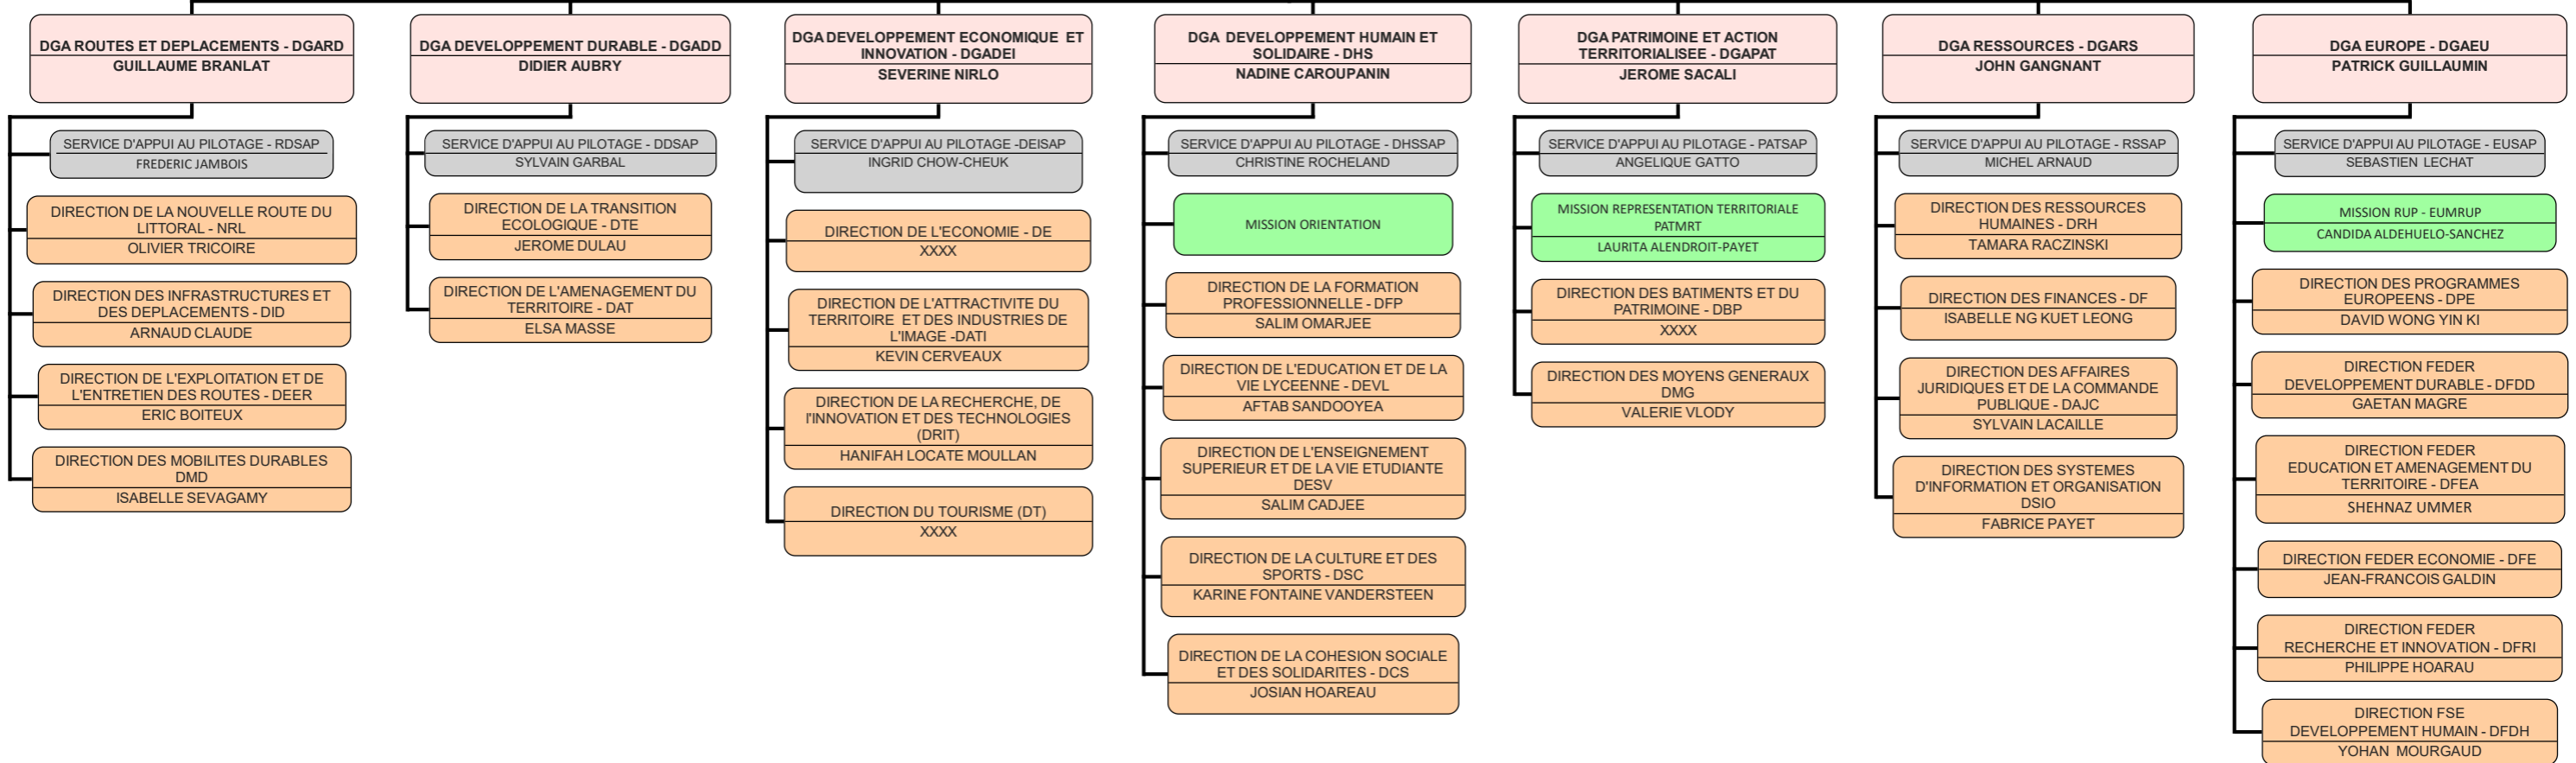 DGA ROUTES ET DEPLACEMENTS - DGARD
GUILLAUME BRANLAT
SERVICE D'APPUI AU PILOTAGE - RDSAP
FREDERIC JAMBOIS
DIRECTION DE LA NOUVELLE ROUTE DU
LITTORAL - NRL
OLIVIER TRICOIRE
DIRECTION DES INFRASTRUCTURES ET
DES DEPLACEMENTS - DID
ARNAUD CLAUDE
DIRECTION DE L'EXPLOITATION ET DE
L'ENTRETIEN DES ROUTES - DEER
ERIC BOITEUX
DIRECTION DES MOBILITES DURABLES
DMD
ISABELLE SEVAGAMY
DGA DEVELOPPEMENT DURABLE - DGADD
DIDIER AUBRY
SERVICE D'APPUI AU PILOTAGE - DDSAP
SYLVAIN GARBAL
DIRECTION DE LA TRANSITION
ECOLOGIQUE - DTE
JEROME DULAU
DIRECTION DE L'AMENAGEMENT DU
TERRITOIRE - DAT
ELSA MASSE
DGA DEVELOPPEMENT ECONOMIQUE ET
INNOVATION - DGADEI
SEVERINE NIRLO
SERVICE D'APPUI AU PILOTAGE -DEISAP
INGRID CHOW-CHEUK
DIRECTION DE L'ECONOMIE - DE
XXXX
DIRECTION DE L'ATTRACTIVITE DU
TERRITOIRE ET DES INDUSTRIES DE
L'IMAGE -DATI
KEVIN CERVEAUX
DIRECTION DE LA RECHERCHE, DE
l'INNOVATION ET DES TECHNOLOGIES
(DRIT)
HANIFAH LOCATE MOULLAN
DIRECTION DU TOURISME (DT)
XXXX
DGA DEVELOPPEMENT HUMAIN ET
SOLIDAIRE - DHS
NADINE CAROUPANIN
SERVICE D'APPUI AU PILOTAGE - DHSSAP
CHRISTINE ROCHELAND
MISSION ORIENTATION
DIRECTION DE LA FORMATION
PROFESSIONNELLE - DFP
SALIM OMARJEE
DIRECTION DE L'EDUCATION ET DE LA
VIE LYCEENNE - DEVL
AFTAB SANDOOYEA
DIRECTION DE L'ENSEIGNEMENT
SUPERIEUR ET DE LA VIE ETUDIANTE
DESV
SALIM CADJEE
DIRECTION DE LA CULTURE ET DES
SPORTS - DSC
KARINE FONTAINE VANDERSTEEN
DIRECTION DE LA COHESION SOCIALE
ET DES SOLIDARITES - DCS
JOSIAN HOAREAU
DGA PATRIMOINE ET ACTION
TERRITORIALISEE - DGAPAT
JEROME SACALI
SERVICE D'APPUI AU PILOTAGE - PATSAP
ANGELIQUE GATTO
MISSION REPRESENTATION TERRITORIALE
PATMRT
LAURITA ALENDROIT-PAYET
DIRECTION DES BATIMENTS ET DU
PATRIMOINE - DBP
XXXX
DIRECTION DES MOYENS GENERAUX
DMG
VALERIE VLODY
DGA RESSOURCES - DGARS
JOHN GANGNANT
SERVICE D'APPUI AU PILOTAGE - RSSAP
MICHEL ARNAUD
DIRECTION DES RESSOURCES
HUMAINES - DRH
TAMARA RACZINSKI
DIRECTION DES FINANCES - DF
ISABELLE NG KUET LEONG
DIRECTION DES AFFAIRES
JURIDIQUES ET DE LA COMMANDE
PUBLIQUE - DAJC
SYLVAIN LACAILLE
DIRECTION DES SYSTEMES
D'INFORMATION ET ORGANISATION
DSIO
FABRICE PAYET
DGA EUROPE - DGAEU
PATRICK GUILLAUMIN
SERVICE D'APPUI AU PILOTAGE - EUSAP
SEBASTIEN LECHAT
MISSION RUP - EUMRUP
CANDIDA ALDEHUELO-SANCHEZ
DIRECTION DES PROGRAMMES
EUROPEENS - DPE
DAVID WONG YIN KI
DIRECTION FEDER
DEVELOPPEMENT DURABLE - DFDD
GAETAN MAGRE
DIRECTION FEDER
EDUCATION ET AMENAGEMENT DU
TERRITOIRE - DFEA
SHEHNAZ UMMER
DIRECTION FEDER ECONOMIE - DFE
JEAN-FRANCOIS GALDIN
DIRECTION FEDER
RECHERCHE ET INNOVATION - DFRI
PHILIPPE HOARAU
DIRECTION FSE
DEVELOPPEMENT HUMAIN - DFDH
YOHAN MOURGAUD